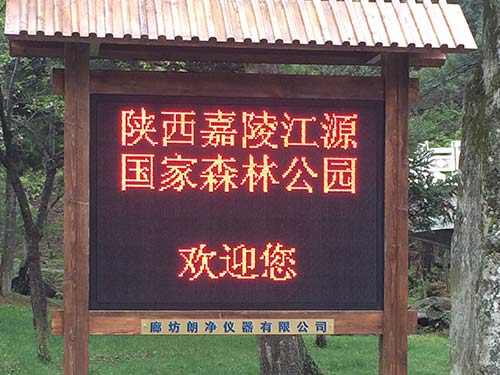 陕西嘉陵江源
国家森林公园
欢迎您
廊坊朗净仪器有限公司